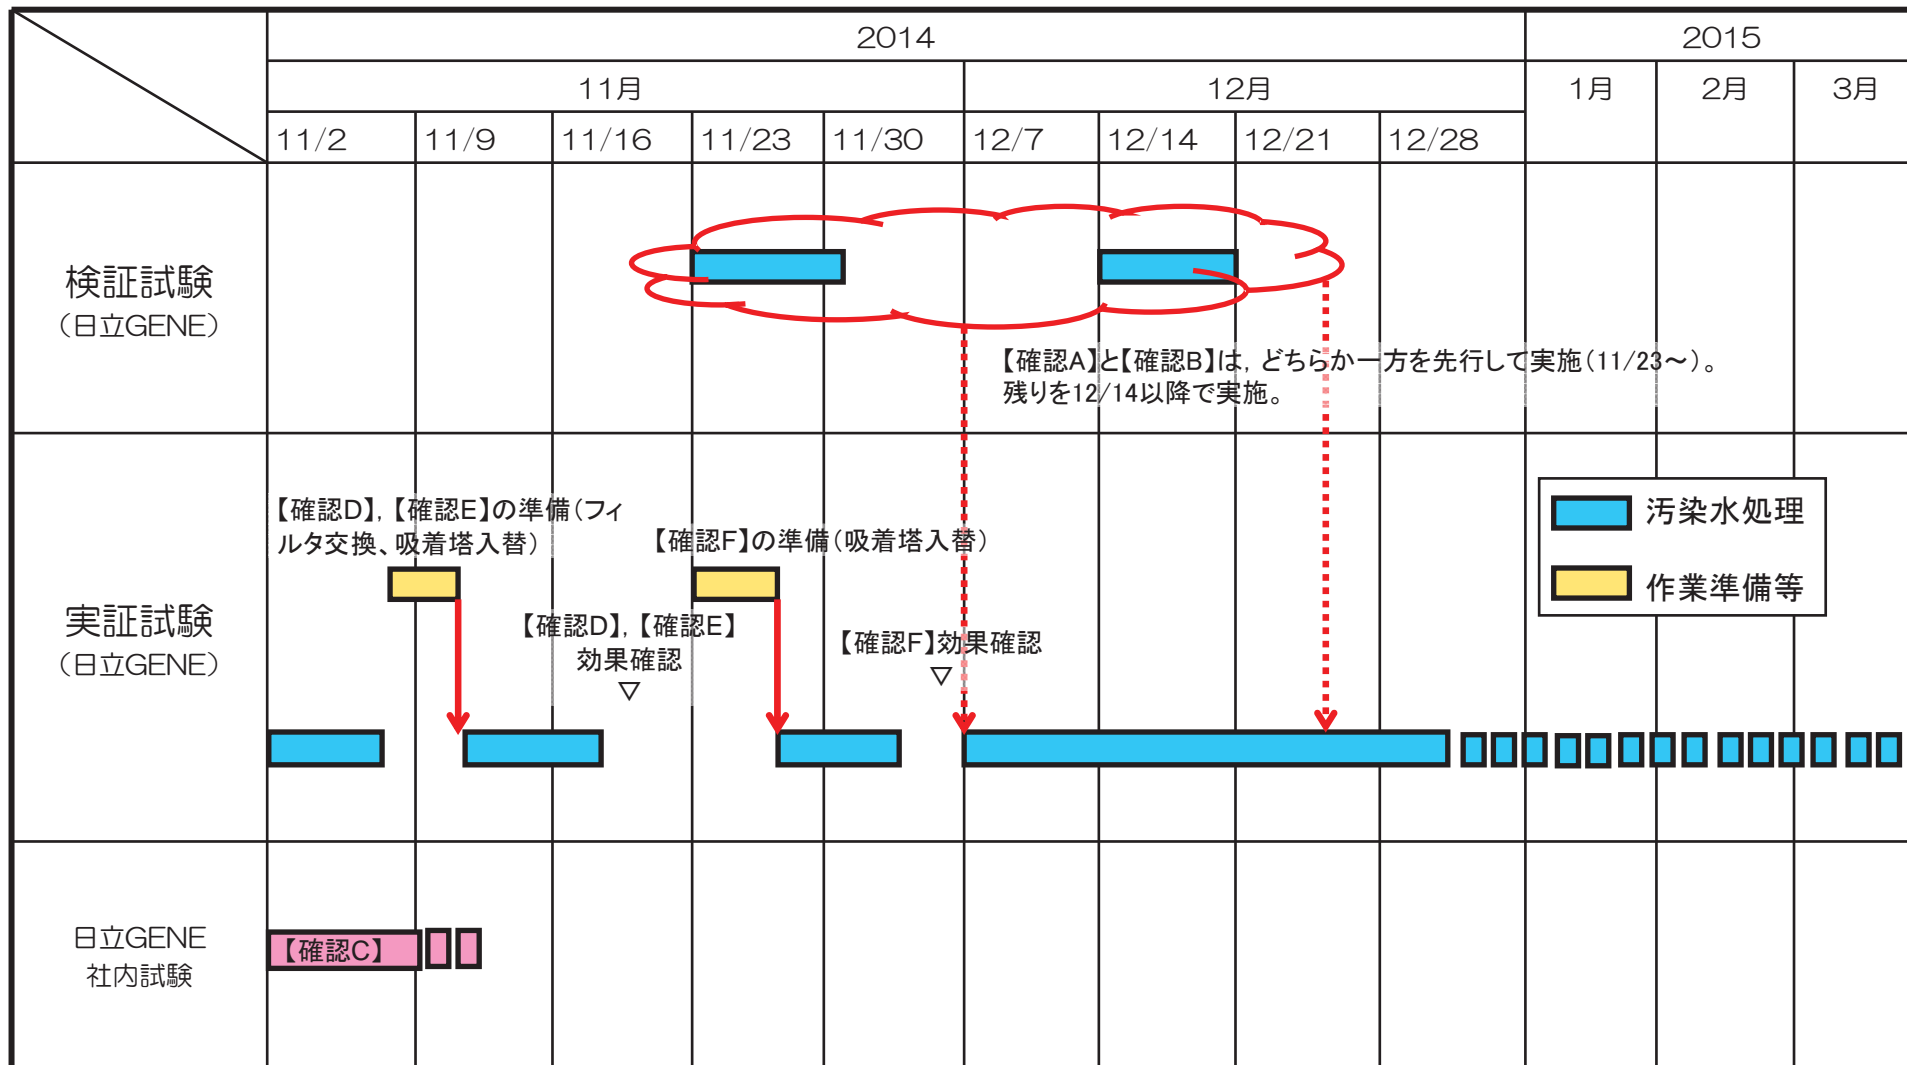 2014
2015
11月
12月
1月
2月
3月
11/2
11/9
11/16
11/23
11/30
12/7
12/14
12/21
12/28
検証試験
（日立GENE）
【確認A】と【確認B】は，どちらか一方を先行して実施（11/23～）。
残りを12/14以降で実施。
実証試験
（日立GENE）
【確認D】，【確認E】の準備（フィ
ルタ交換、吸着塔入替）
【確認F】の準備（吸着塔入替）
【確認D】，【確認E】
効果確認
▽
【確認F】効果確認
▽
汚染水処理
作業準備等
日立GENE
社内試験
【確認C】